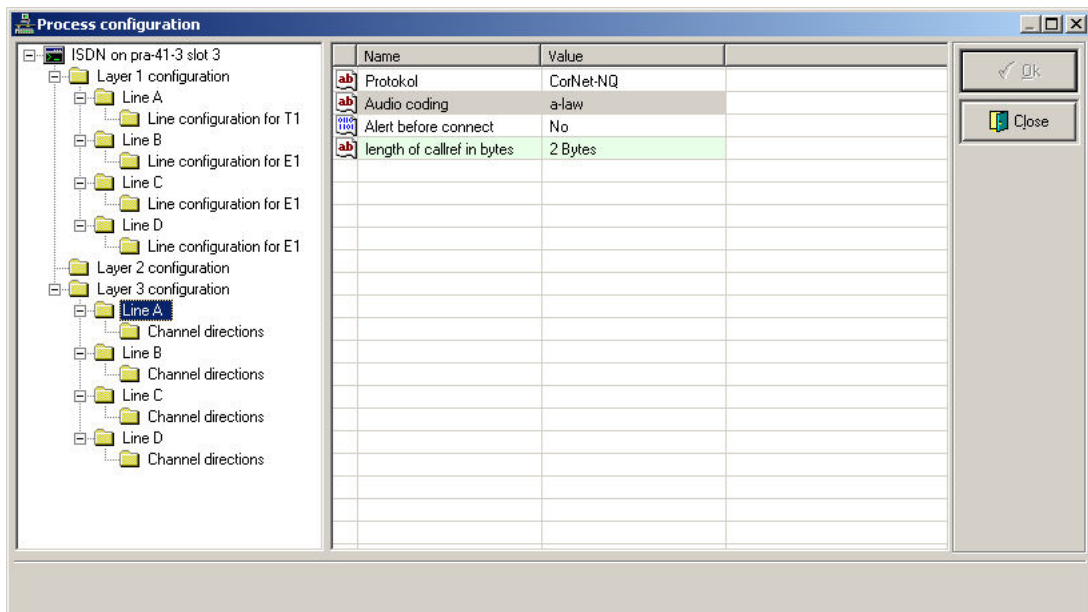 Process configuration
ISDN on pra-41-3 slot 3
Layer 1 configuration
Line A
Line configuration for T1
Line B
Line configuration for E1
Line C
Line configuration for E1
Line D
Line configuration for E1
Layer 2 configuration
Layer 3 configuration
Line A
Channel directions
Line B
Channel directions
Line C
Channel directions
Line D
Channel directions
Name Value
ab Protokol CorNet-NQ
ab Audio coding a-law
Alert before connect No
ab length of callref in bytes 2 Bytes
Ok
Close